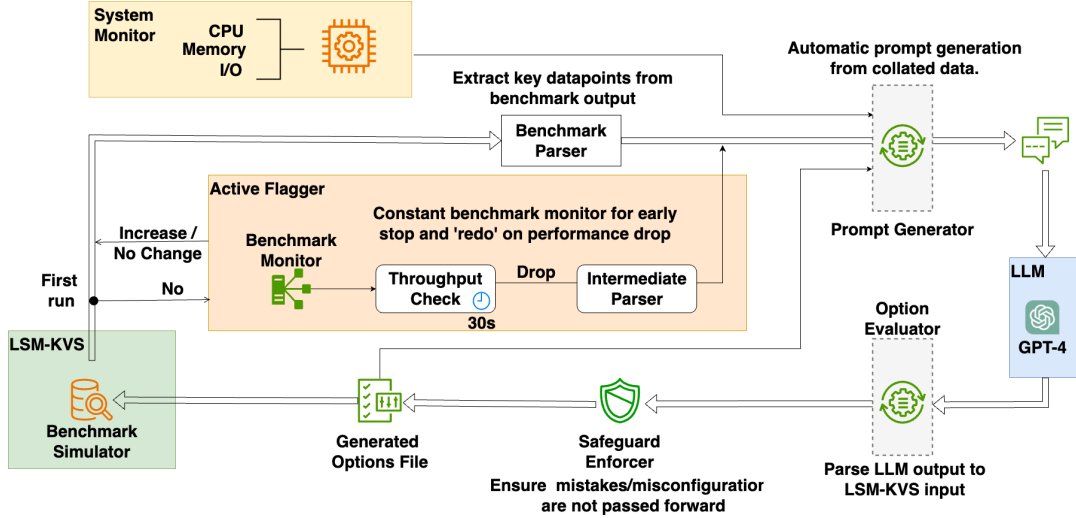 System
Monitor
CPU
Memory
I/O
Automatic prompt generation
from collated data.
Extract key datapoints from
benchmark output
Benchmark
Parser
Prompt Generator
Active Flagger
Constant benchmark monitor for early
stop and 'redo' on performance drop
Increase /
No Change
Benchmark
Monitor
Throughput
Check
30s
Drop
Intermediate
Parser
First
run
No
LLM
GPT-4
Option
Evaluator
LSM-KVS
Benchmark
Simulator
Generated
Options File
Safeguard
Enforcer
Ensure mistakes/misconfiguration
are not passed forward
Parse LLM output to
LSM-KVS input